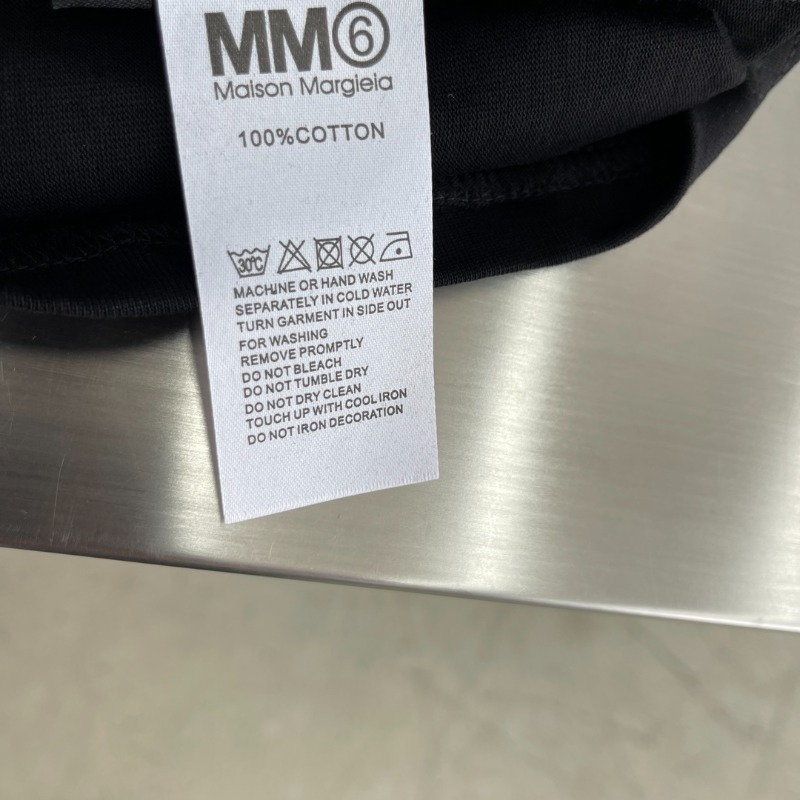 MM⑥
Maison Margiela
100%COTTON
30℃
MACHINE OR HAND WASH
SEPARATELY IN COLD WATER
TURN GARMENT IN SIDE OUT
FOR WASHING
REMOVE PROMPTLY
DO NOT BLEACH
DO NOT TUMBLE DRY
DO NOT DRY CLEAN
TOUCH UP WITH COOL IRON
DO NOT IRON DECORATION